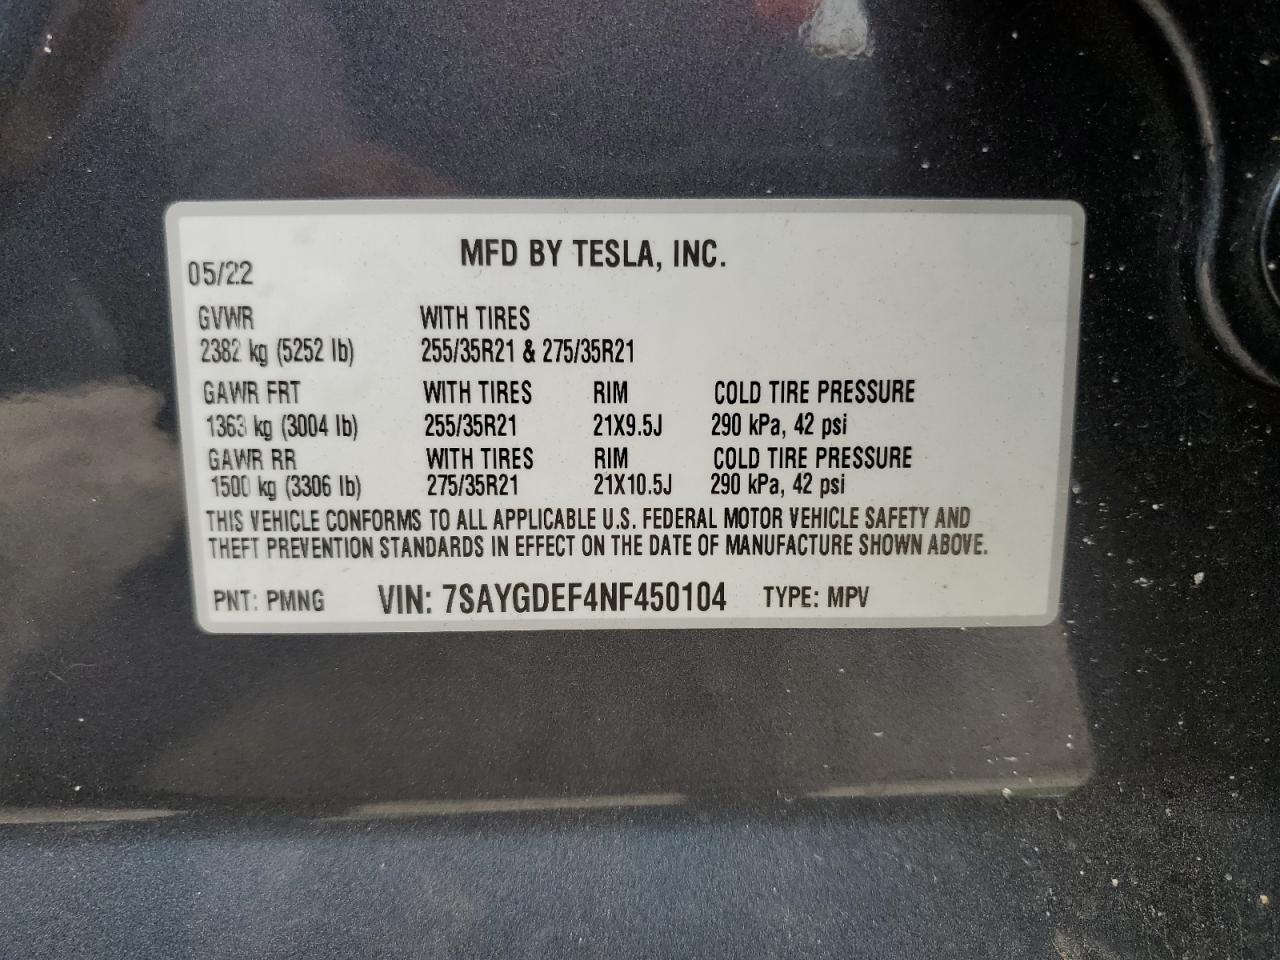 MFD BY TESLA, INC.
05/22
GVWR WITH TIRES
2382 kg (5252 lb) 255/35R21 & 275/35R21
GAWR FRT WITH TIRES RIM COLD TIRE PRESSURE
1363 kg (3004 lb) 255/35R21 21X9.5J 290 kPa, 42 psi
GAWR RR WITH TIRES RIM COLD TIRE PRESSURE
1500 kg (3306 lb) 275/35R21 21X10.5J 290 kPa, 42 psi
THIS VEHICLE CONFORMS TO ALL APPLICABLE U.S. FEDERAL MOTOR VEHICLE SAFETY AND
THEFT PREVENTION STANDARDS IN EFFECT ON THE DATE OF MANUFACTURE SHOWN ABOVE.
PNT: PMNG VIN: 7SAYGDEF4NF450104 TYPE: MPV